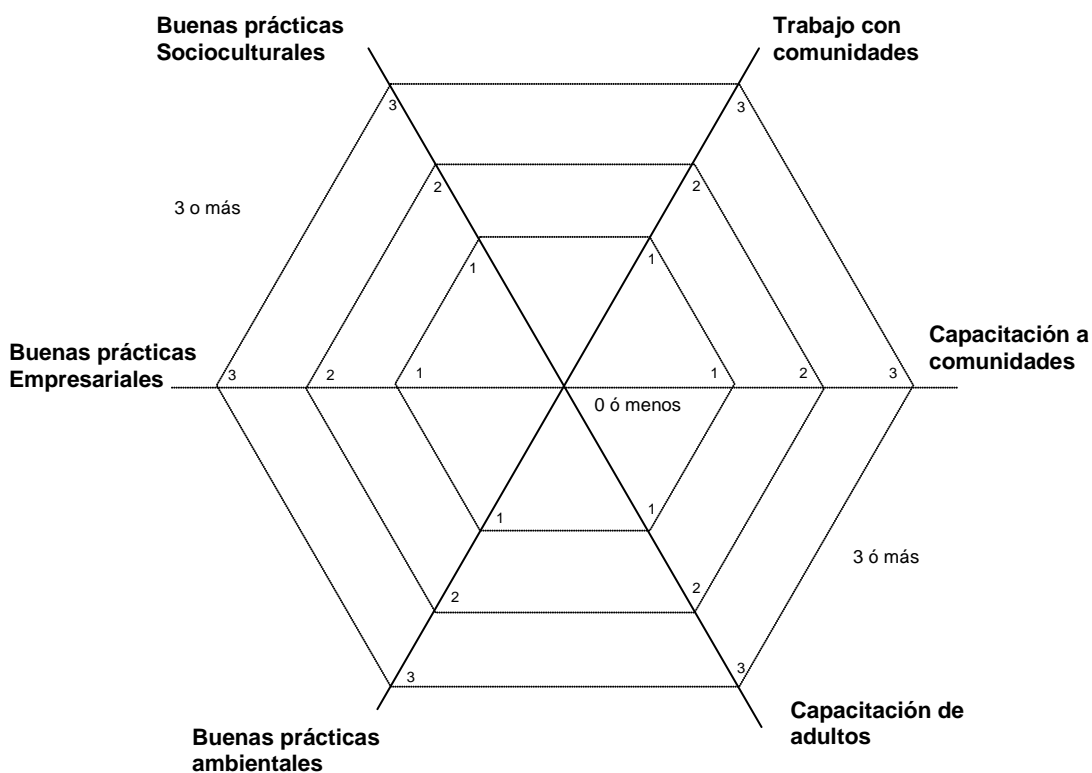 Buenas prácticas
Socioculturales
Trabajo con
comunidades
3
3
2
2
3 o más
1
1
Buenas prácticas
Empresariales
Capacitación a
comunidades
3
2
1
1
2
3
0 ó menos
1
1
3 ó más
2
2
3
3
Buenas prácticas
ambientales
Capacitación de
adultos